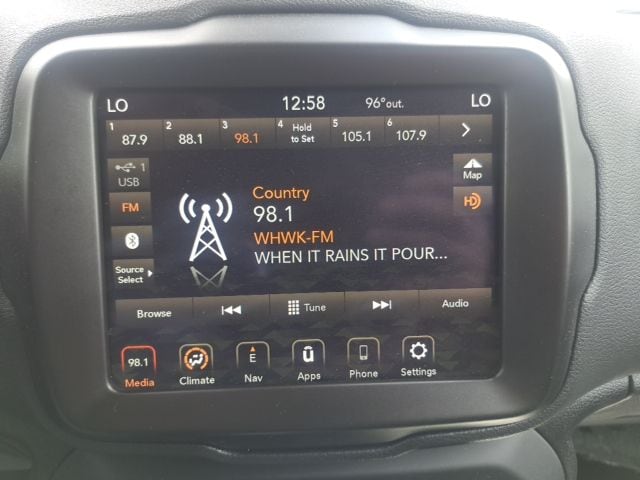 LO 12:58 96°out. LO
1 87.9 2 88.1 3 98.1 4 Hold to Set 5 105.1 6 107.9
1
USB
Map
FM
HD
Country
98.1
WHWK-FM
WHEN IT RAINS IT POUR...
Source
Select
Browse Tune Audio
98.1 E ū
Media Climate Nav Apps Phone Settings